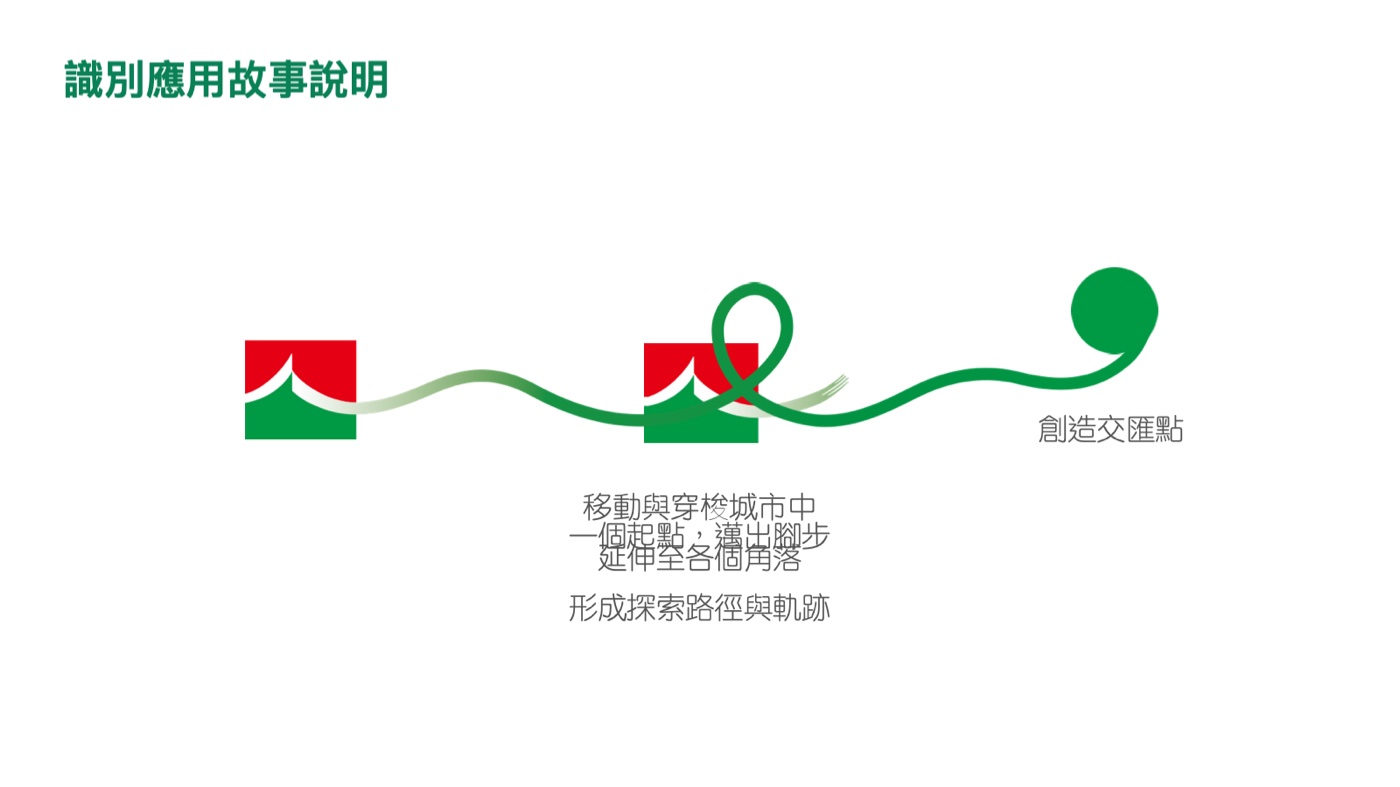 識別應用故事說明
創造交匯點
移動與穿梭城市中
一個起點，邁出腳步
延伸至各個角落
形成探索路徑與軌跡